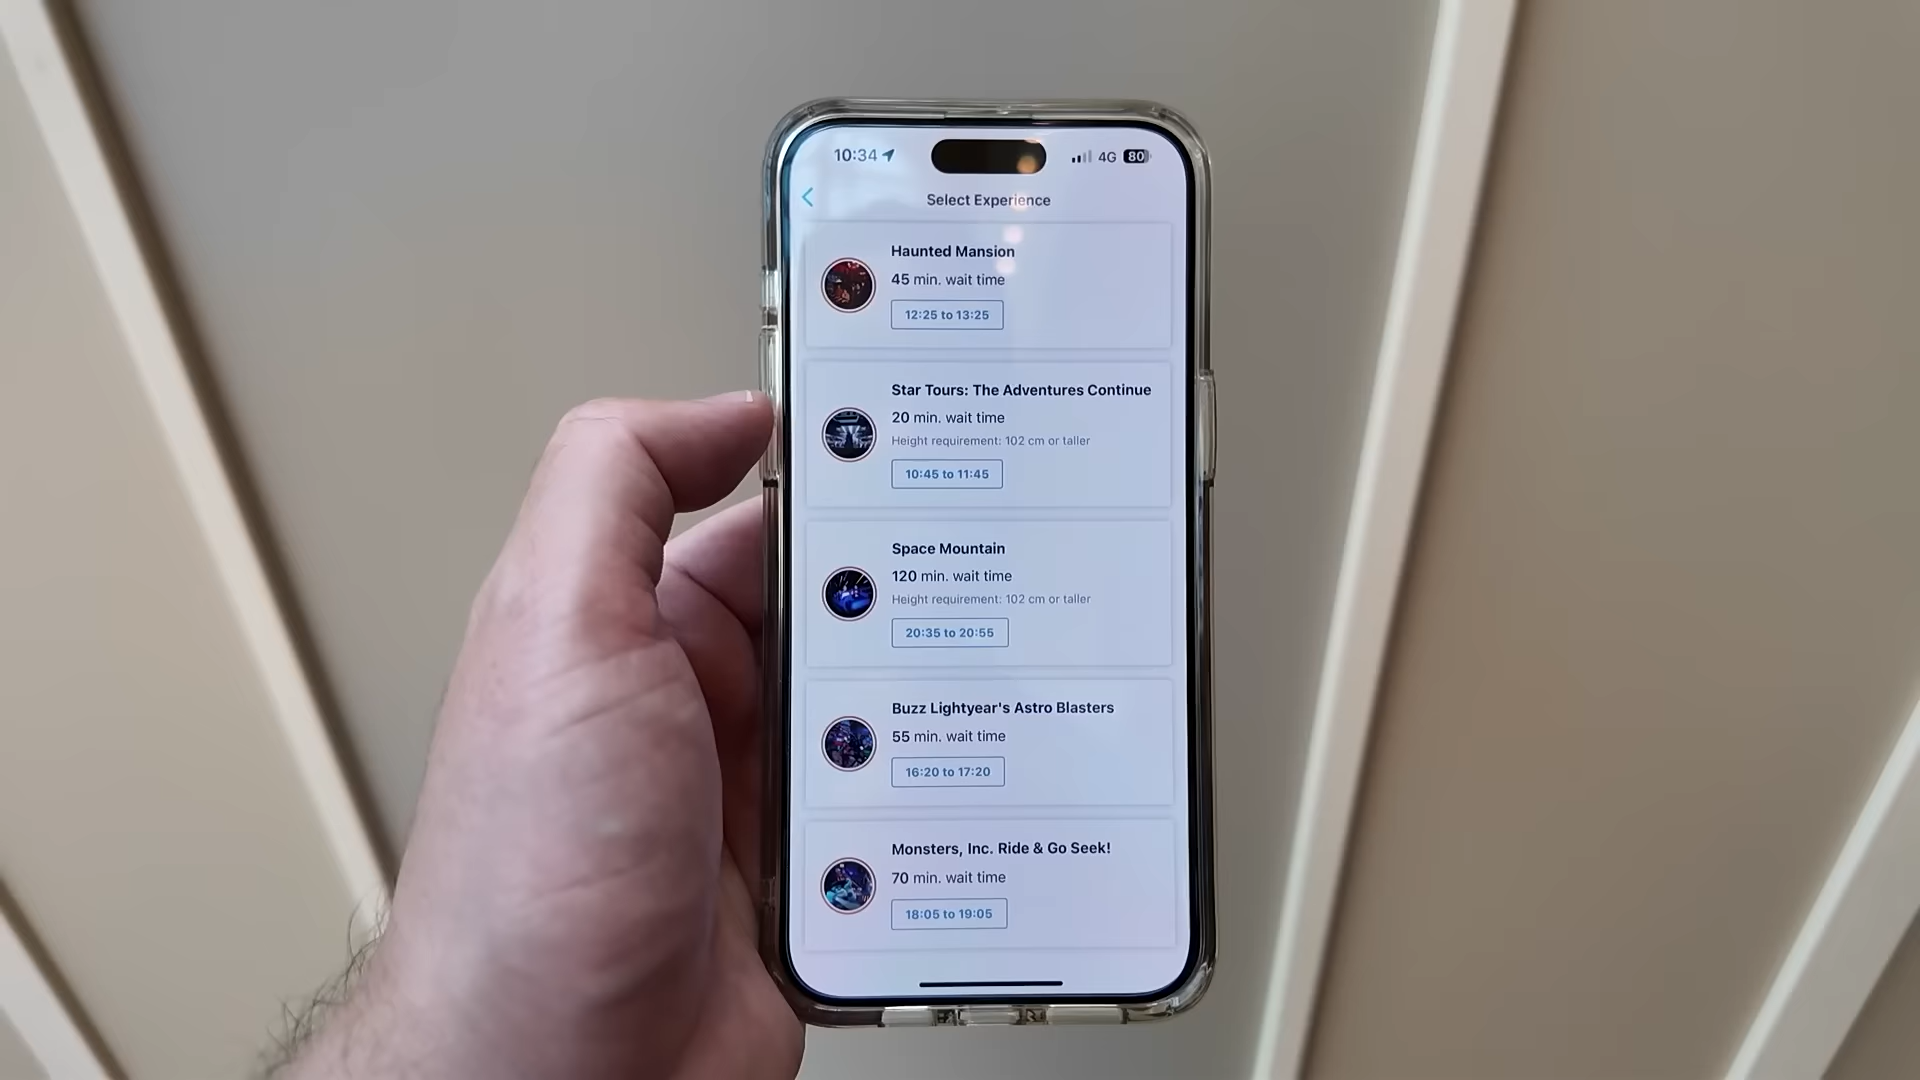 10:34 4G 80
Select Experience
Haunted Mansion
45 min. wait time
12:25 to 13:25
Star Tours: The Adventures Continue
20 min. wait time
Height requirement: 102 cm or taller
10:45 to 11:45
Space Mountain
120 min. wait time
Height requirement: 102 cm or taller
20:35 to 20:55
Buzz Lightyear's Astro Blasters
55 min. wait time
16:20 to 17:20
Monsters, Inc. Ride & Go Seek!
70 min. wait time
18:05 to 19:05